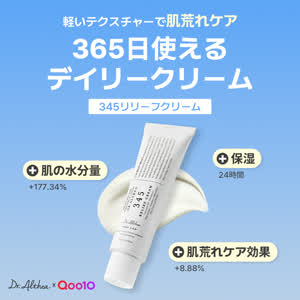 軽いテクスチャーで肌荒れケア
365日使える
デイリークリーム
345リリーフクリーム
肌の水分量
+177.34%
保湿
24時間
345
RELIEF CREAM
肌荒れケア効果
+8.88%
Dr.Althea × Qoo10